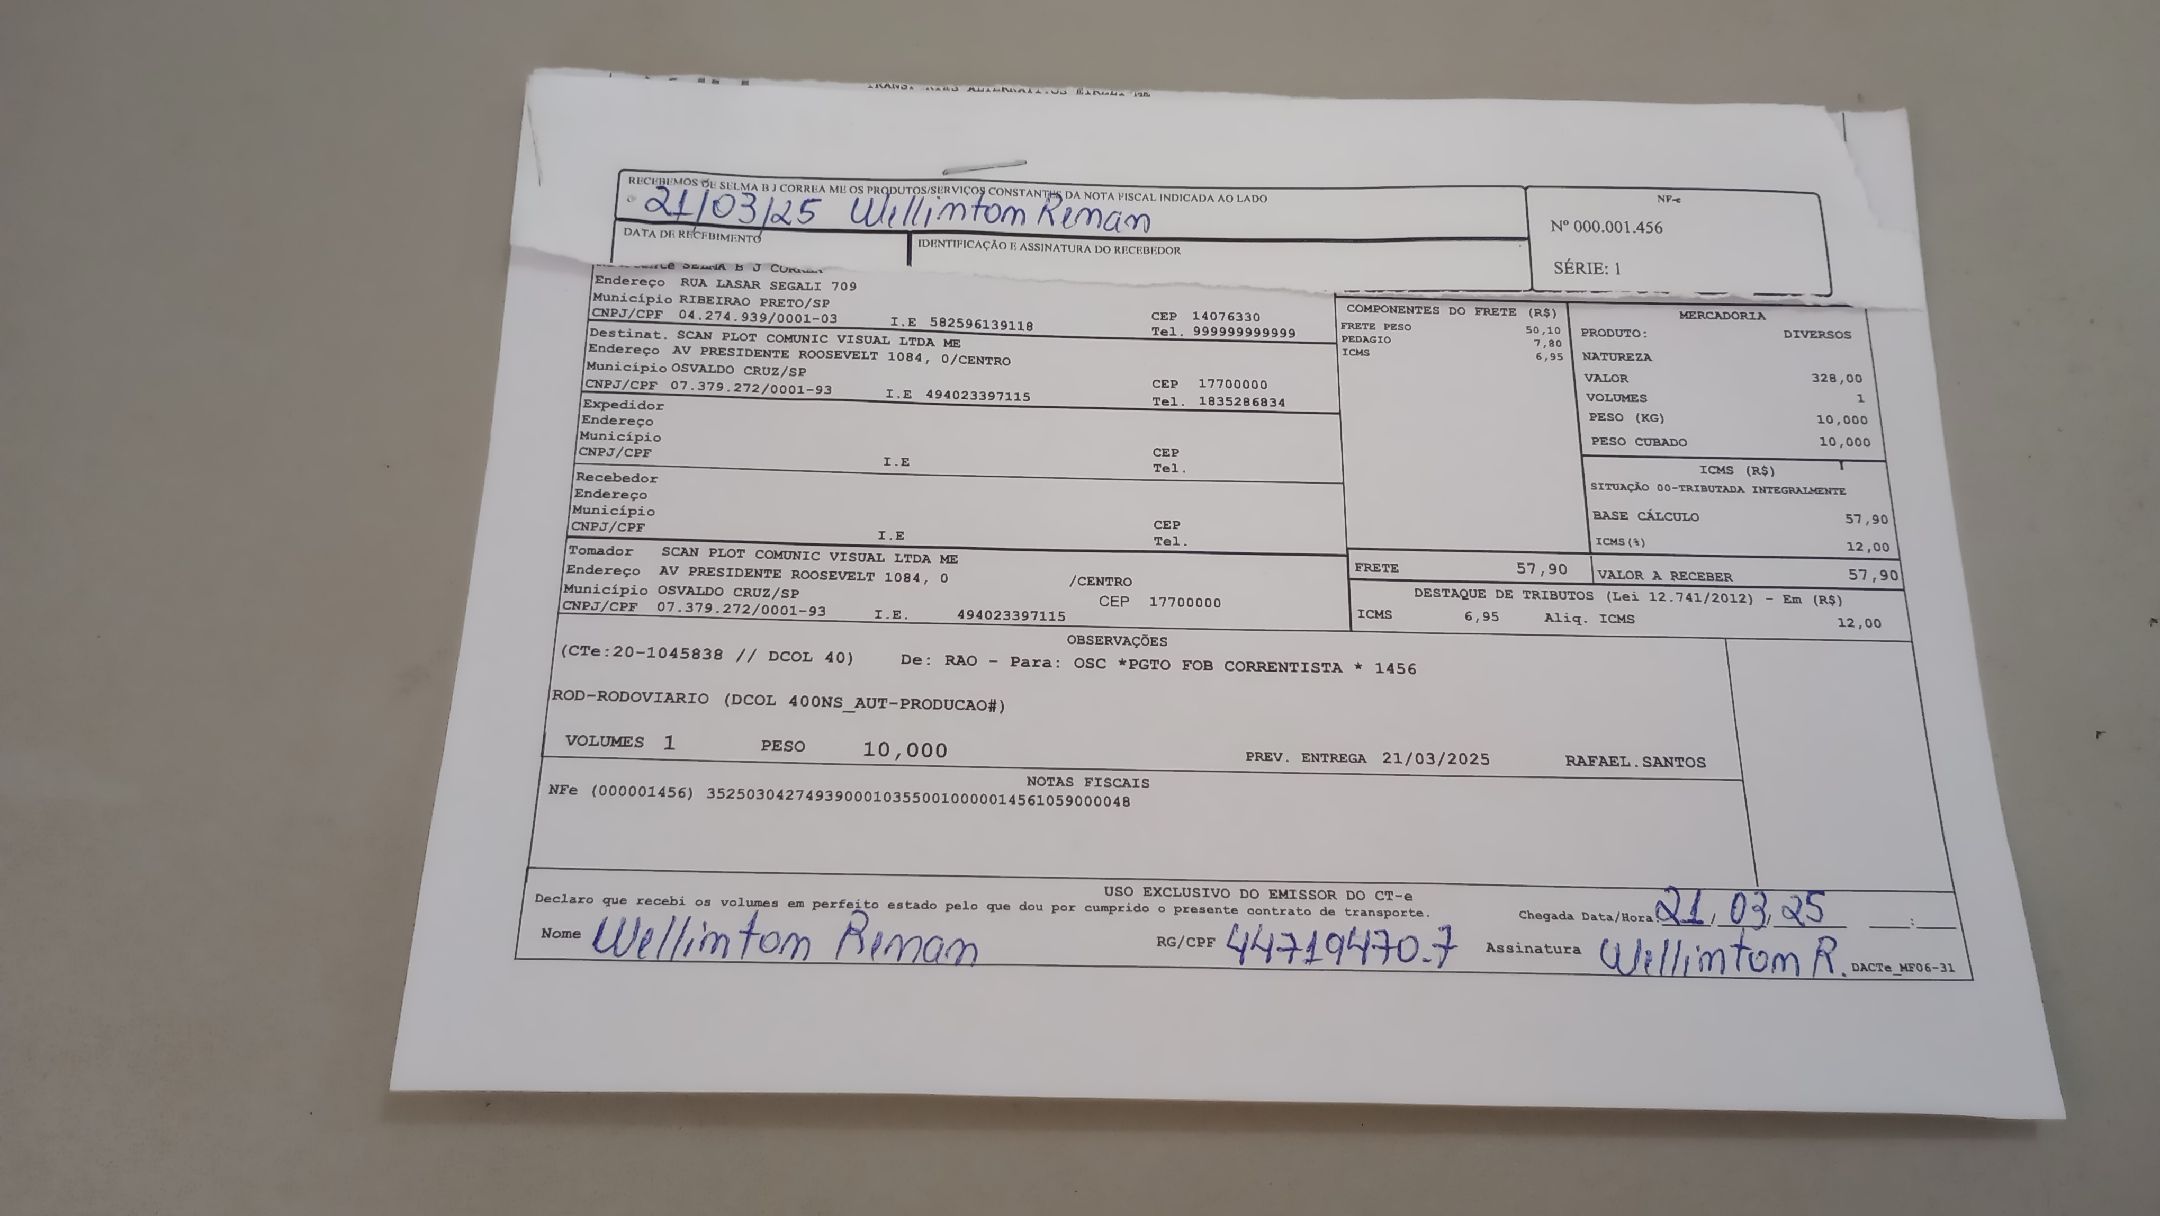 RECEBEMOS DE SELMA B J CORREA ME OS PRODUTOS/SERVIÇOS CONSTANTES DA NOTA FISCAL INDICADA AO LADO
21/03/25 Wellintom Renan
DATA DE RECEBIMENTO IDENTIFICAÇÃO E ASSINATURA DO RECEBEDOR
NF-e
Nº 000.001.456
SÉRIE: 1
SELMA B J CORREA
Endereço RUA LASAR SEGALI 709
Município RIBEIRAO PRETO/SP
CNPJ/CPF 04.274.939/0001-03 I.E 582596139118 CEP 14076330
Tel. 999999999999
Destinat. SCAN PLOT COMUNIC VISUAL LTDA ME
Endereço AV PRESIDENTE ROOSEVELT 1084, 0/CENTRO
Município OSVALDO CRUZ/SP
CNPJ/CPF 07.379.272/0001-93 I.E 494023397115 CEP 17700000
Tel. 1835286834
Expedidor
Endereço
Município
CNPJ/CPF I.E CEP
Tel.
Recebedor
Endereço
Município
CNPJ/CPF I.E CEP
Tel.
Tomador SCAN PLOT COMUNIC VISUAL LTDA ME
Endereço AV PRESIDENTE ROOSEVELT 1084, 0 /CENTRO
Município OSVALDO CRUZ/SP CEP 17700000
CNPJ/CPF 07.379.272/0001-93 I.E. 494023397115
COMPONENTES DO FRETE (R$)
FRETE PESO 50,10
PEDAGIO 7,80
ICMS 6,95
MERCADORIA
PRODUTO: DIVERSOS
NATUREZA
VALOR 328,00
VOLUMES 1
PESO (KG) 10,000
PESO CUBADO 10,000
ICMS (R$)
SITUAÇÃO 00-TRIBUTADA INTEGRALMENTE
BASE CÁLCULO 57,90
ICMS(%) 12,00
FRETE 57,90 VALOR A RECEBER 57,90
DESTAQUE DE TRIBUTOS (Lei 12.741/2012) - Em (R$)
ICMS 6,95 Aliq. ICMS 12,00
OBSERVAÇÕES
(CTe:20-1045838 // DCOL 40) De: RAO - Para: OSC *PGTO FOB CORRENTISTA * 1456
ROD-RODOVIARIO (DCOL 400NS_AUT-PRODUCAO#)
VOLUMES 1 PESO 10,000 PREV. ENTREGA 21/03/2025 RAFAEL.SANTOS
NOTAS FISCAIS
NFe (000001456) 35250304274939000103550010000014561059000048
USO EXCLUSIVO DO EMISSOR DO CT-e
Declaro que recebi os volumes em perfeito estado pelo que dou por cumprido o presente contrato de transporte. Chegada Data/Hora 21/03/25 __:__
Nome Wellintom Renan RG/CPF 44719470-7 Assinatura Wellintom R. DACTe_MF06-31